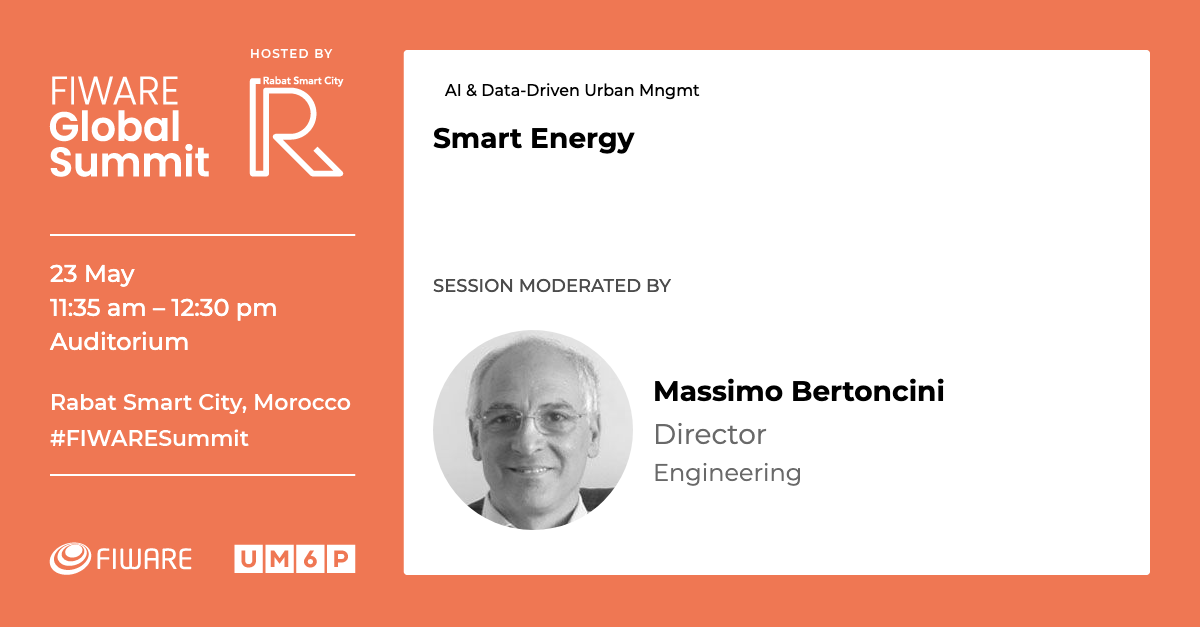 HOSTED BY
FIWARE
Global
Summit
Rabat Smart City
R
23 May
11:35 am – 12:30 pm
Auditorium
Rabat Smart City, Morocco
#FIWARESummit
FIWARE
UM6P
AI & Data-Driven Urban Mngmt
Smart Energy
SESSION MODERATED BY
Massimo Bertoncini
Director
Engineering